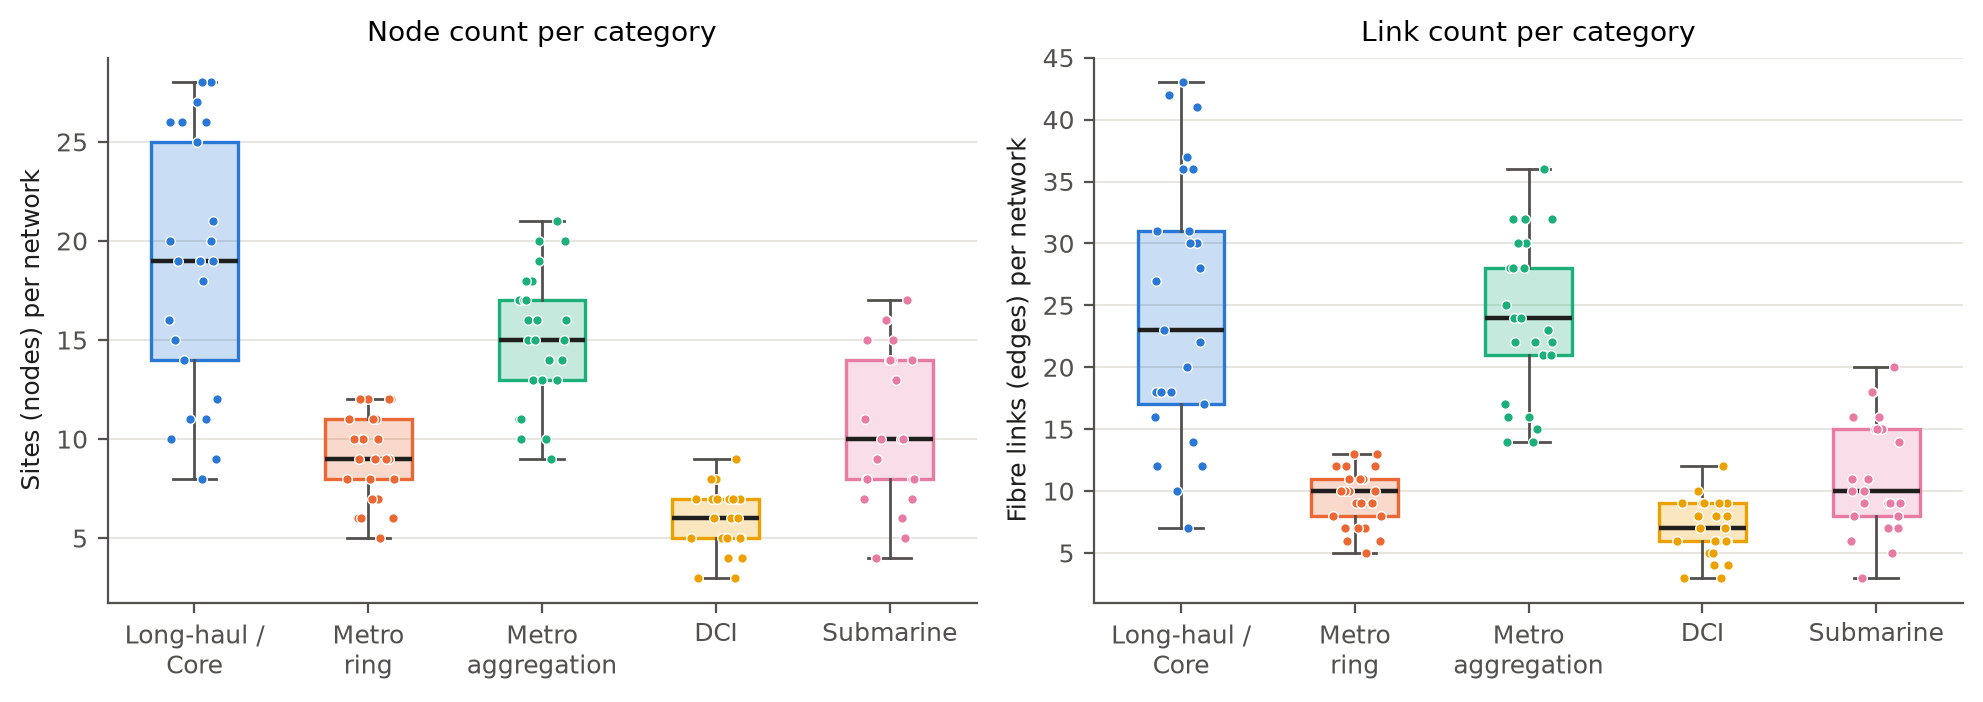 Node count per category
Sites (nodes) per network
25
20
15
10
5
Long-haul /
Core
Metro
ring
Metro
aggregation
DCI
Submarine
Link count per category
Fibre links (edges) per network
45
40
35
30
25
20
15
10
5
Long-haul /
Core
Metro
ring
Metro
aggregation
DCI
Submarine